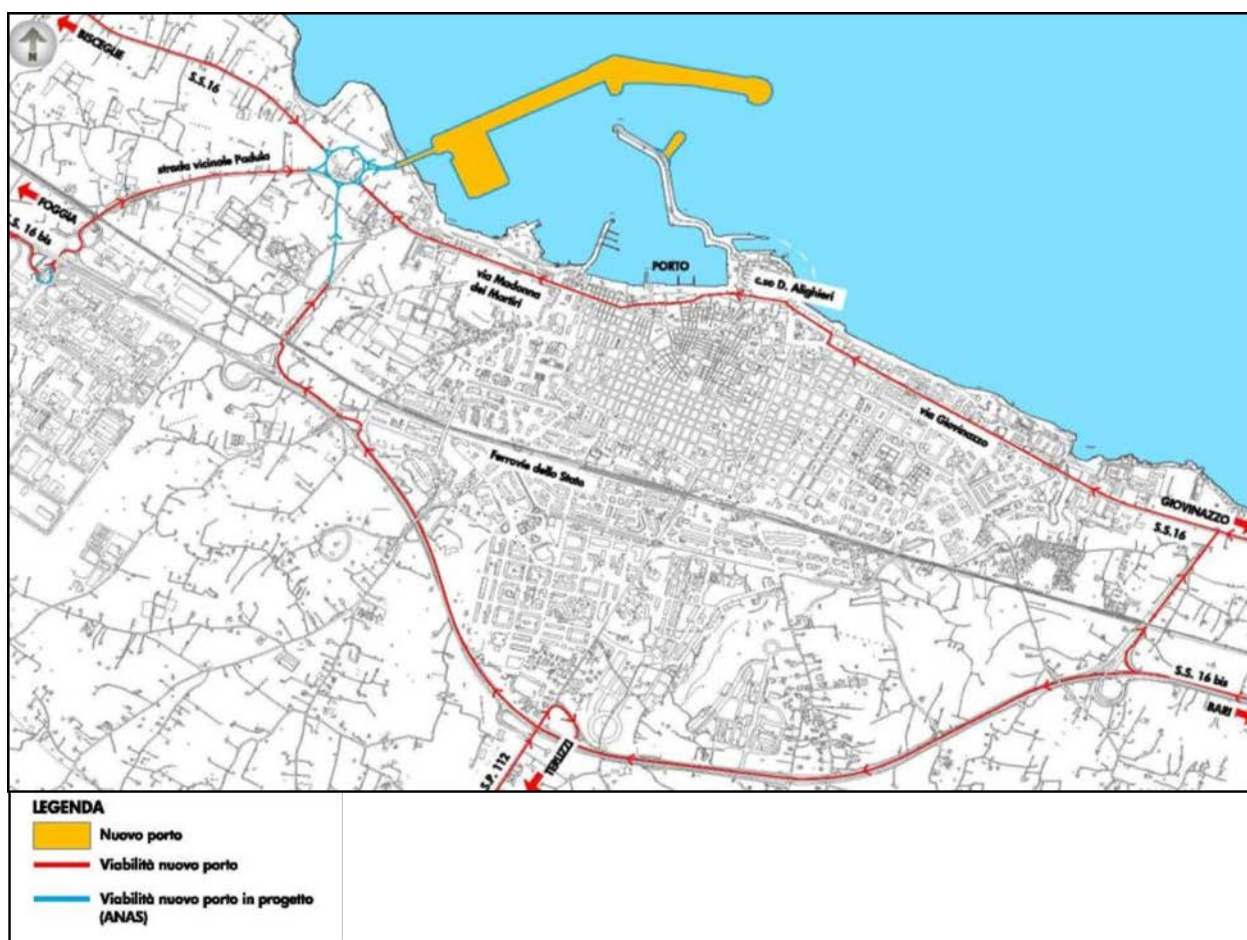 N
BISCEGLIE
S.S.16
strada vicinale Padula
FOGGIA
S.S. 16 bis
via Madonna
dei Martiri
PORTO
c.so D. Alighieri
via Giovinazzo
Ferrovie dello Stato
GIOVINAZZO
S.S.16
S.S. 16 bis
BARI
S.P. 112
TERLIZZI
LEGENDA
Nuovo porto
Viabilità nuovo porto
Viabilità nuovo porto in progetto
(ANAS)